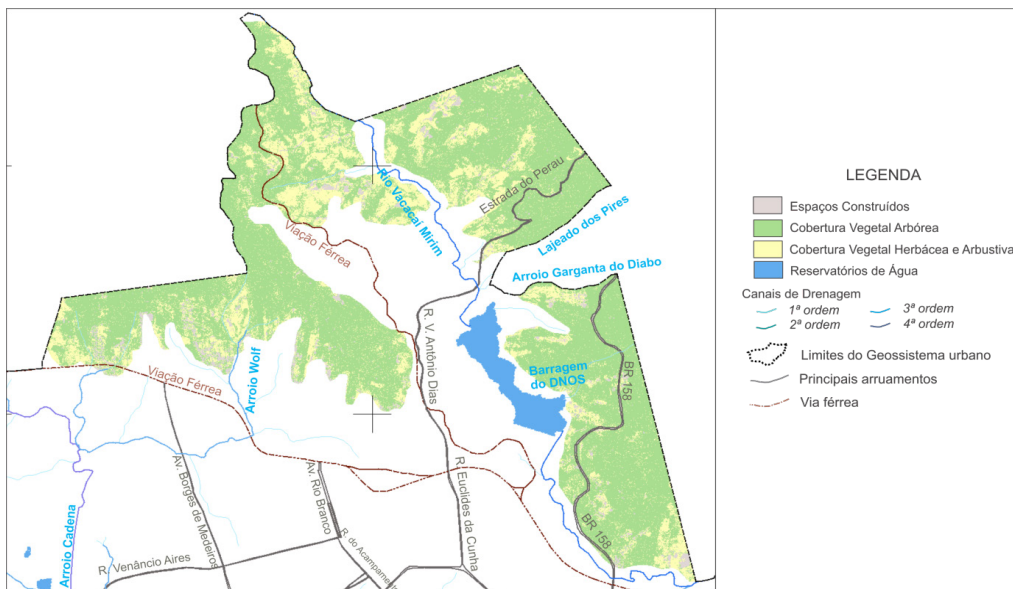 Rio Vacacaí Mirim
Estrada do Perau
Lajeado dos Pires
Viação Férrea
Arroio Garganta do Diabo
R. V. Antônio Dias
BR 158
Barragem
do DNOS
Arroio Wolf
Viação Férrea
Av. Borges de Medeiros
Av. Rio Branco
R. Euclides da Cunha
BR 158
R. do Acampamento
Arroio Cadena
R. Venâncio Aires
LEGENDA
Espaços Construídos
Cobertura Vegetal Arbórea
Cobertura Vegetal Herbácea e Arbustiva
Reservatórios de Água
Canais de Drenagem
1ª ordem
3ª ordem
2ª ordem
4ª ordem
Limites do Geossistema urbano
Principais arruamentos
Via férrea